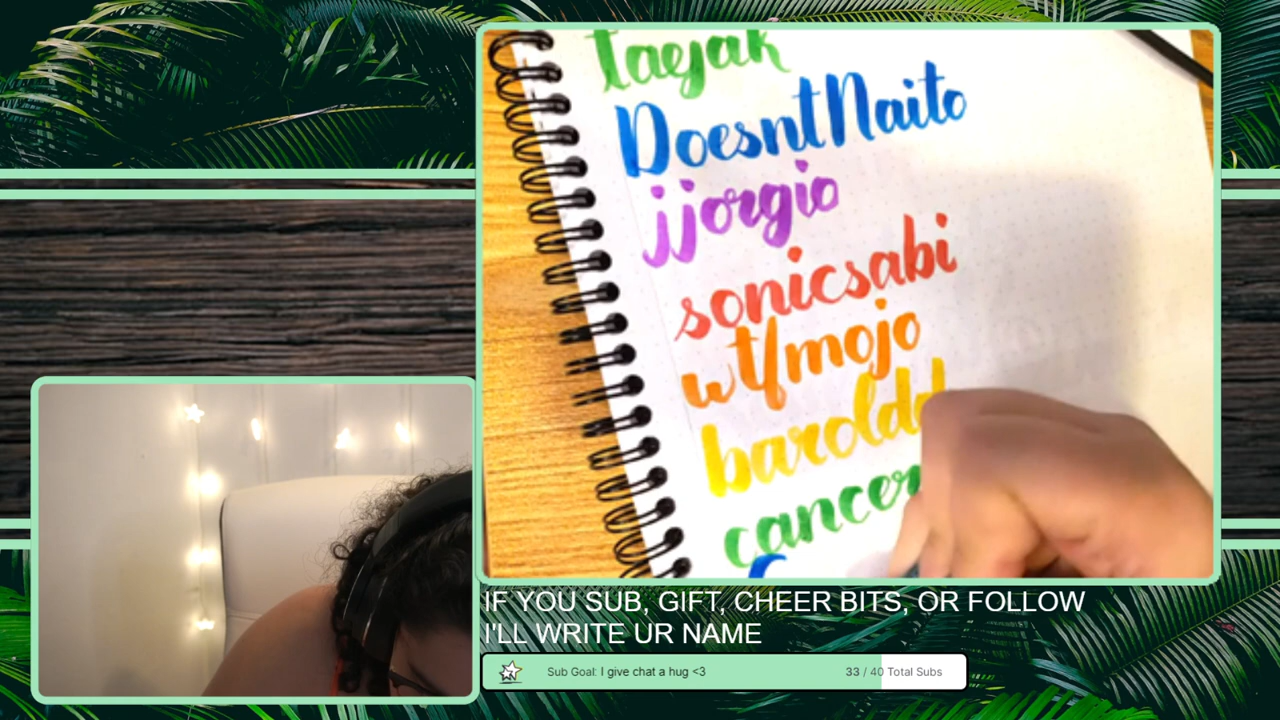 Taejak
DoesntNaito
jjorgio
sonicsabi
wtfmojo
IF YOU SUB, GIFT, CHEER BITS, OR FOLLOW
I'LL WRITE UR NAME
Sub Goal: I give chat a hug <3 33 / 40 Total Subs